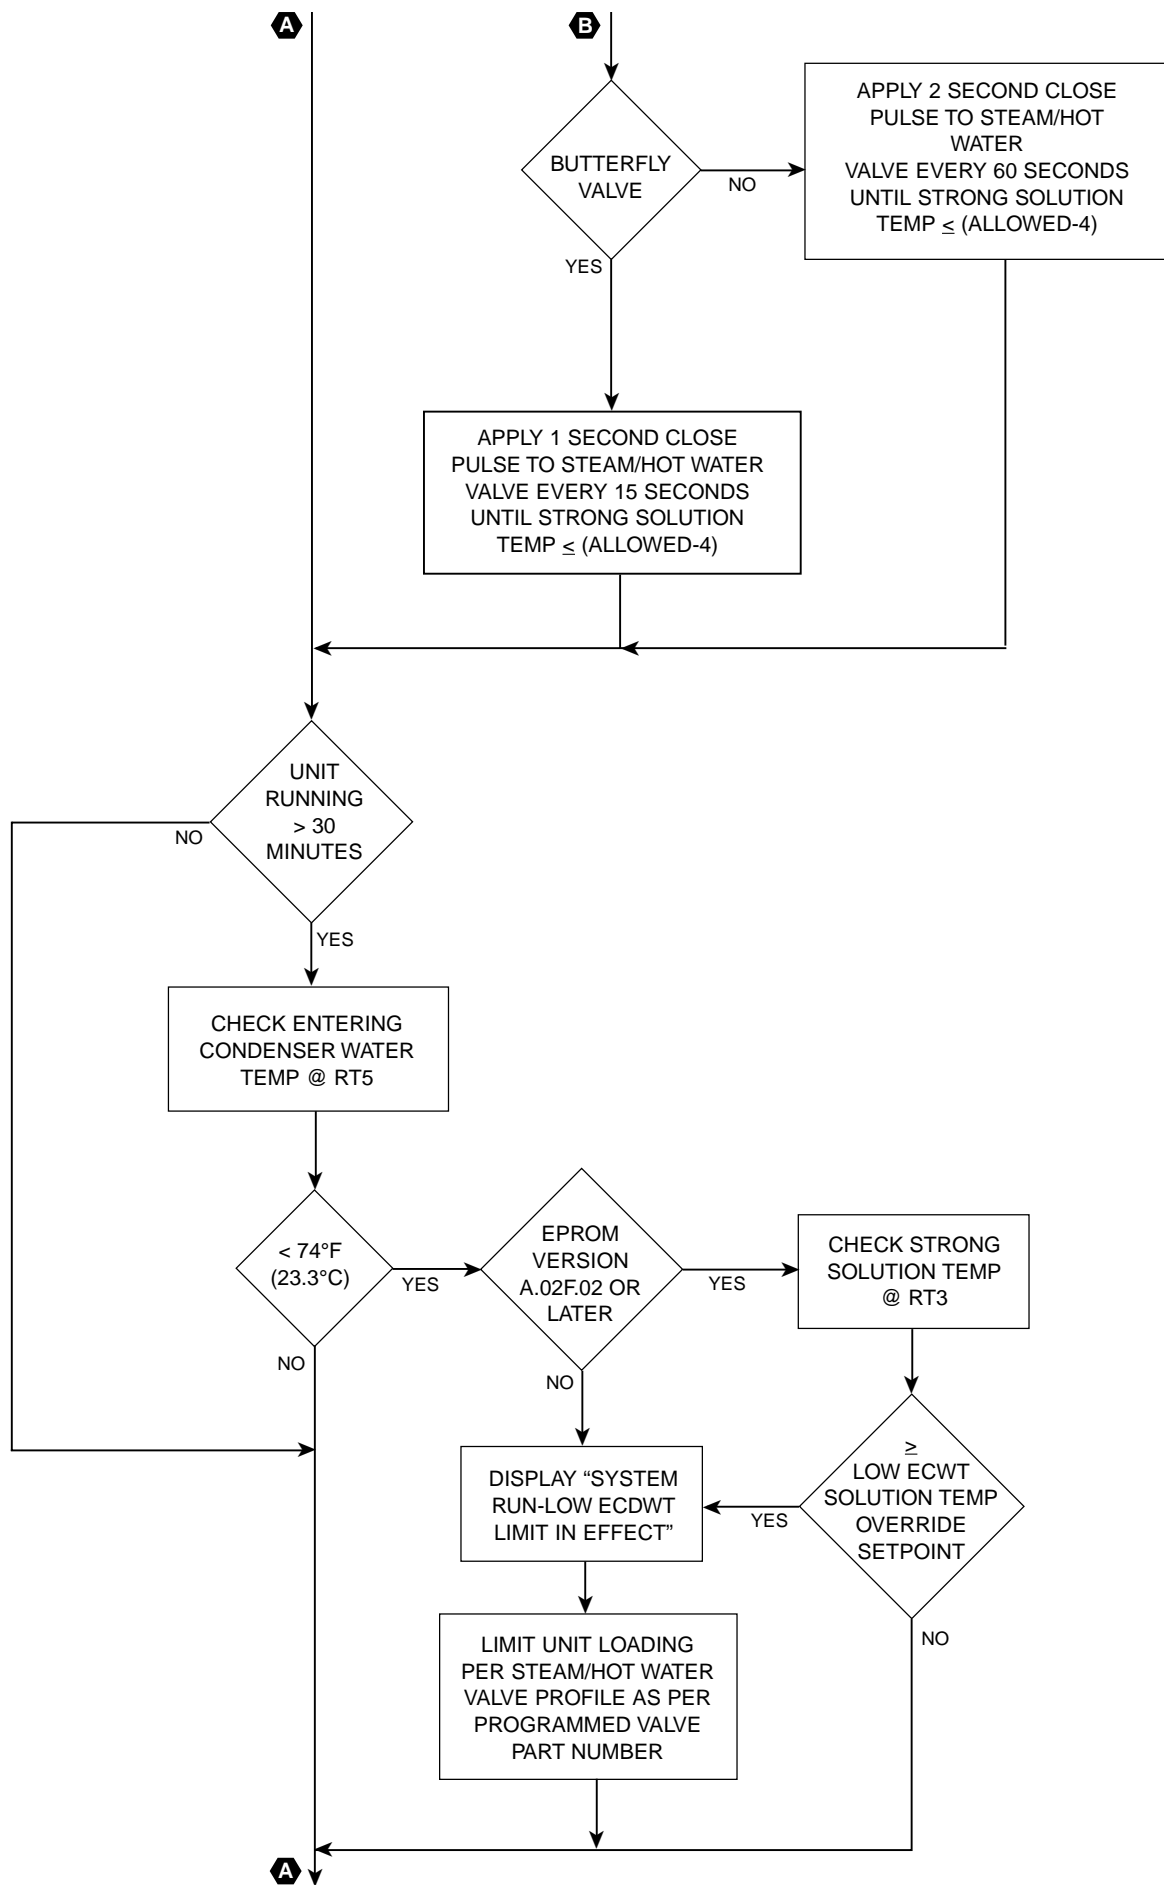 A
B
BUTTERFLY
VALVE
NO
APPLY 2 SECOND CLOSE
PULSE TO STEAM/HOT
WATER
VALVE EVERY 60 SECONDS
UNTIL STRONG SOLUTION
TEMP ≤ (ALLOWED-4)
YES
APPLY 1 SECOND CLOSE
PULSE TO STEAM/HOT WATER
VALVE EVERY 15 SECONDS
UNTIL STRONG SOLUTION
TEMP ≤ (ALLOWED-4)
UNIT
RUNNING
> 30
MINUTES
NO
YES
CHECK ENTERING
CONDENSER WATER
TEMP @ RT5
< 74°F
(23.3°C)
YES
NO
EPROM
VERSION
A.02F.02 OR
LATER
YES
NO
CHECK STRONG
SOLUTION TEMP
@ RT3
≥
LOW ECWT
SOLUTION TEMP
OVERRIDE
SETPOINT
YES
NO
DISPLAY “SYSTEM
RUN-LOW ECDWT
LIMIT IN EFFECT”
LIMIT UNIT LOADING
PER STEAM/HOT WATER
VALVE PROFILE AS PER
PROGRAMMED VALVE
PART NUMBER
A